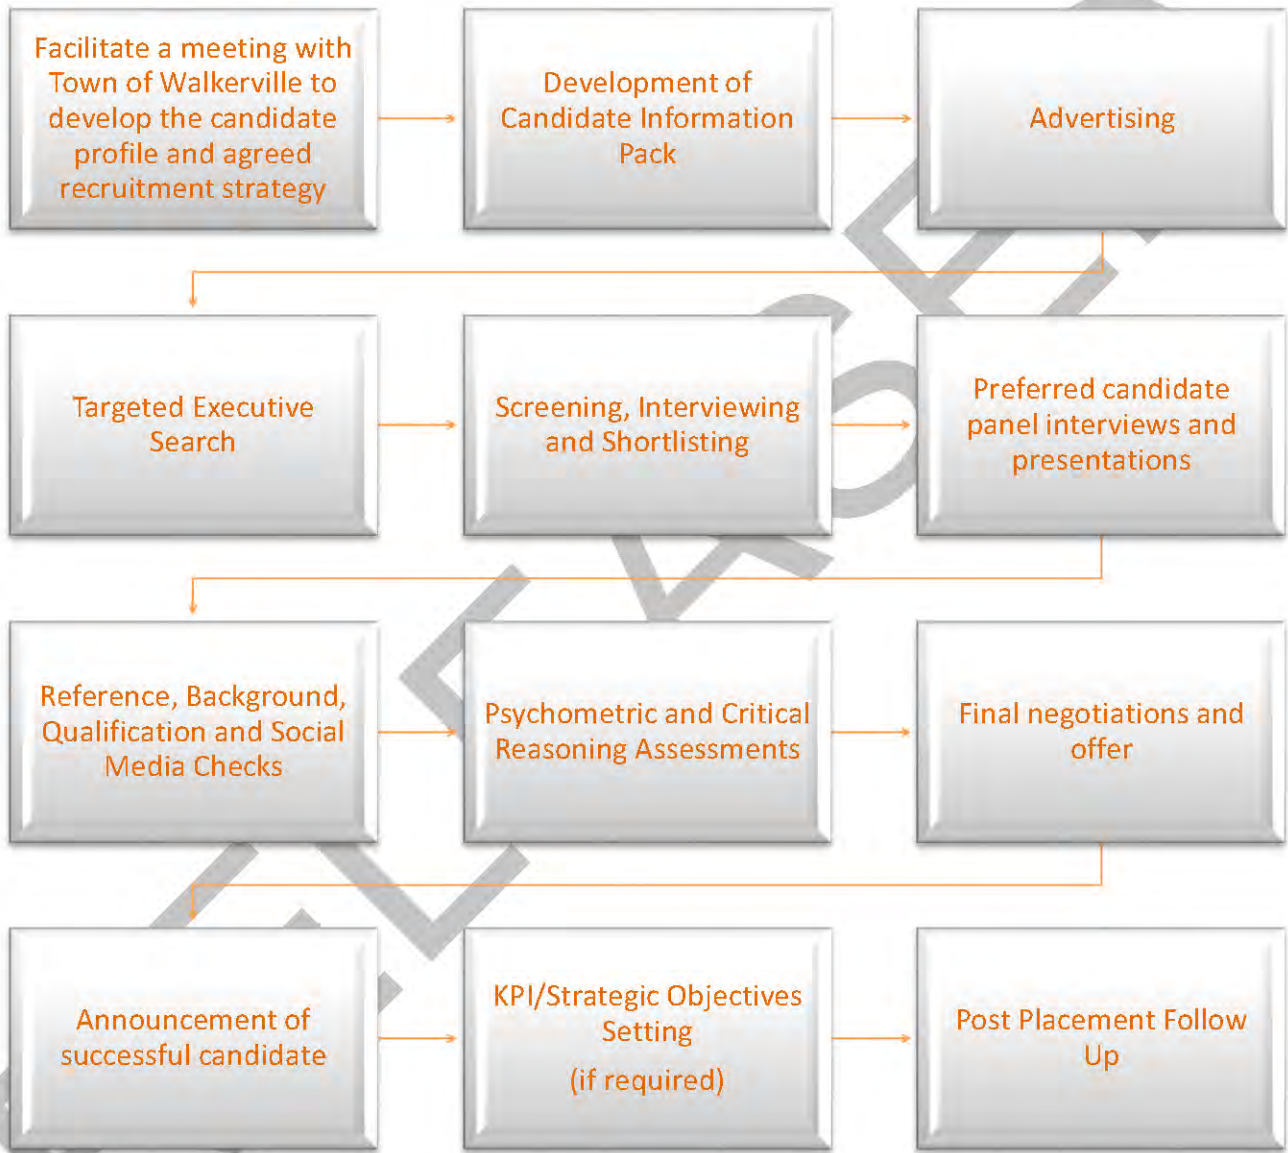 Facilitate a meeting with
Town of Walkerville to
develop the candidate
profile and agreed
recruitment strategy
Development of
Candidate Information
Pack
Advertising
Targeted Executive
Search
Screening, Interviewing
and Shortlisting
Preferred candidate
panel interviews and
presentations
Reference, Background,
Qualification and Social
Media Checks
Psychometric and Critical
Reasoning Assessments
Final negotiations and
offer
Announcement of
successful candidate
KPI/Strategic Objectives
Setting
(if required)
Post Placement Follow
Up